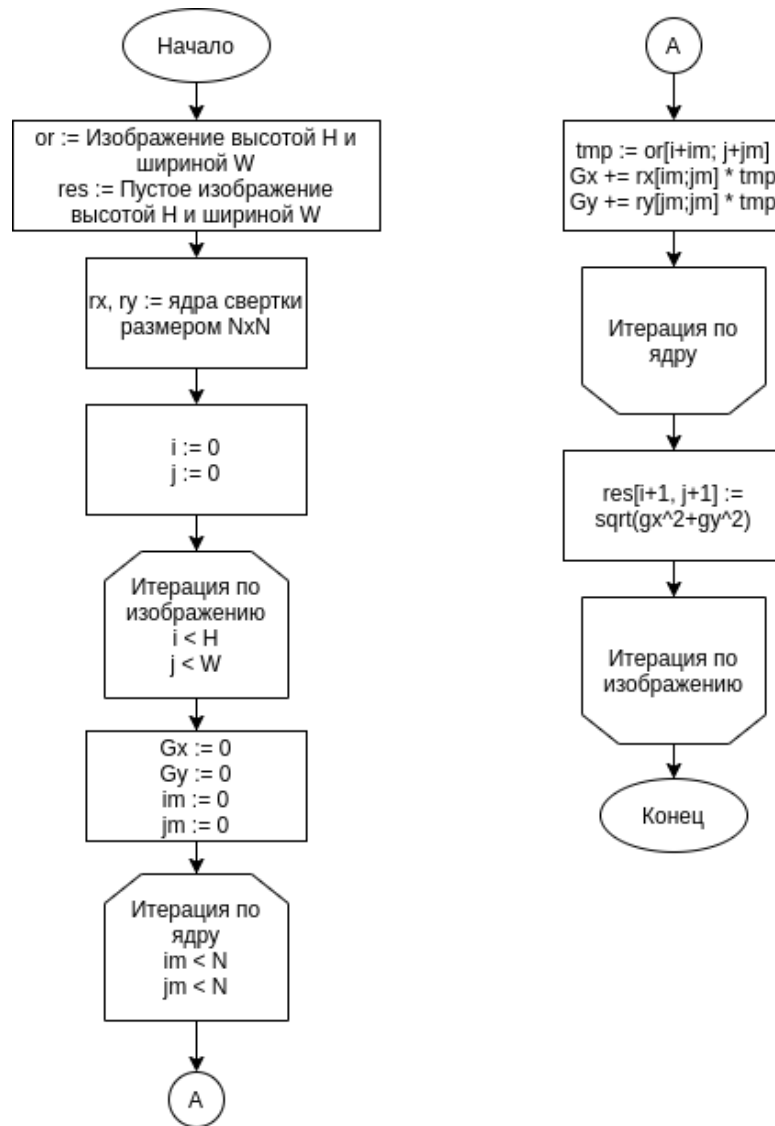 Начало
or := Изображение высотой H и
шириной W
res := Пустое изображение
высотой H и шириной W
rx, ry := ядра свертки
размером NxN
i := 0
j := 0
Итерация по
изображению
i < H
j < W
Gx := 0
Gy := 0
im := 0
jm := 0
Итерация по
ядру
im < N
jm < N
A
A
tmp := or[i+im; j+jm]
Gx += rx[im;jm] * tmp
Gy += ry[jm;jm] * tmp
Итерация по
ядру
res[i+1, j+1] :=
sqrt(gx^2+gy^2)
Итерация по
изображению
Конец